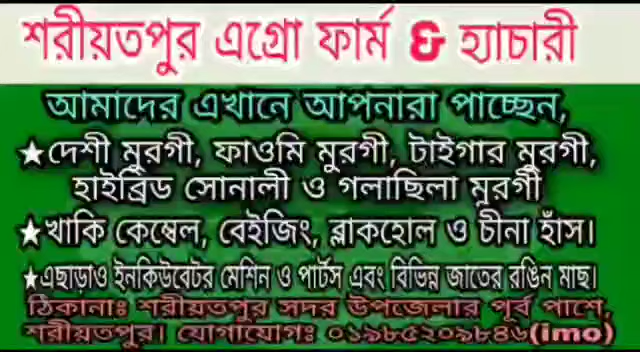 শরীয়তপুর এগ্রো ফার্ম & হ্যাচারী
আমাদের এখানে আপনারা পাচ্ছেন,
★দেশী মুরগী, ফাওমি মুরগী, টাইগার মুরগী,
হাইব্রিড সোনালী ও গলাছিলা মুরগী
★খাকি কেম্বেল, বেইজিং, ব্লাকহোল ও চীনা হাঁস।
★এছাড়াও ইনকিউবেটর মেশিন ও পার্টস এবং বিভিন্ন জাতের রঙিন মাছ।
ঠিকানাঃ শরীয়তপুর সদর উপজেলার পূর্ব পাশে,
শরীয়তপুর। যোগাযোগঃ ০১৯৮৫২০৯৮৪৬(imo)